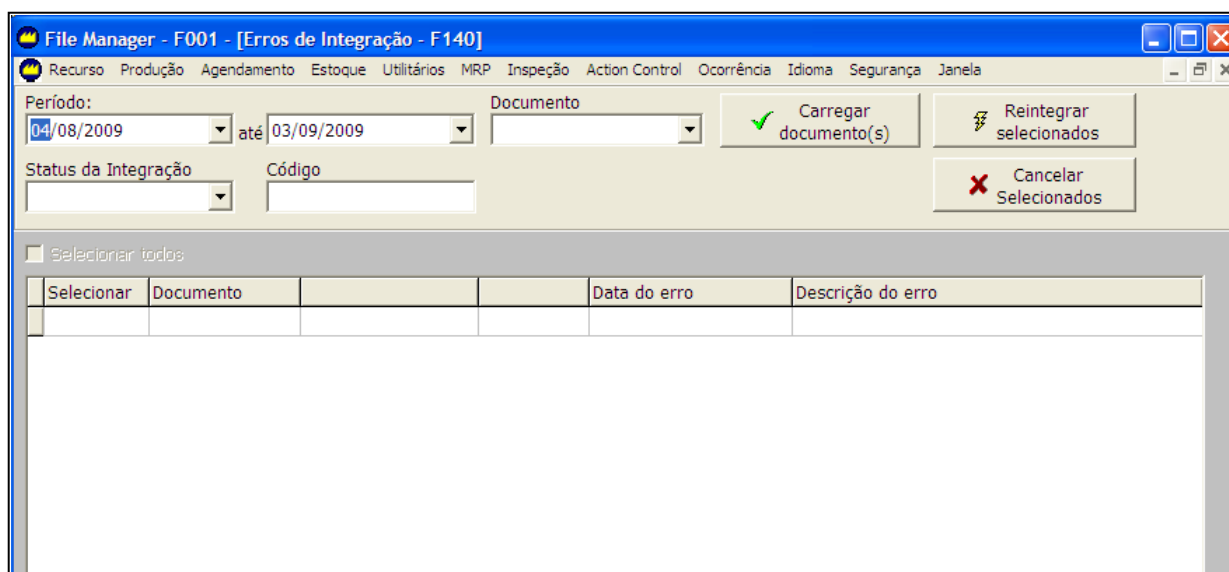 File Manager - F001 - [Erros de Integração - F140]
Recurso Produção Agendamento Estoque Utilitários MRP Inspeção Action Control Ocorrência Idioma Segurança Janela
Período:
04/08/2009 até 03/09/2009
Documento
Carregar
documento(s)
Reintegrar
selecionados
Status da Integração
Código
Cancelar
Selecionados
Selecionar todos
Selecionar Documento Data do erro Descrição do erro